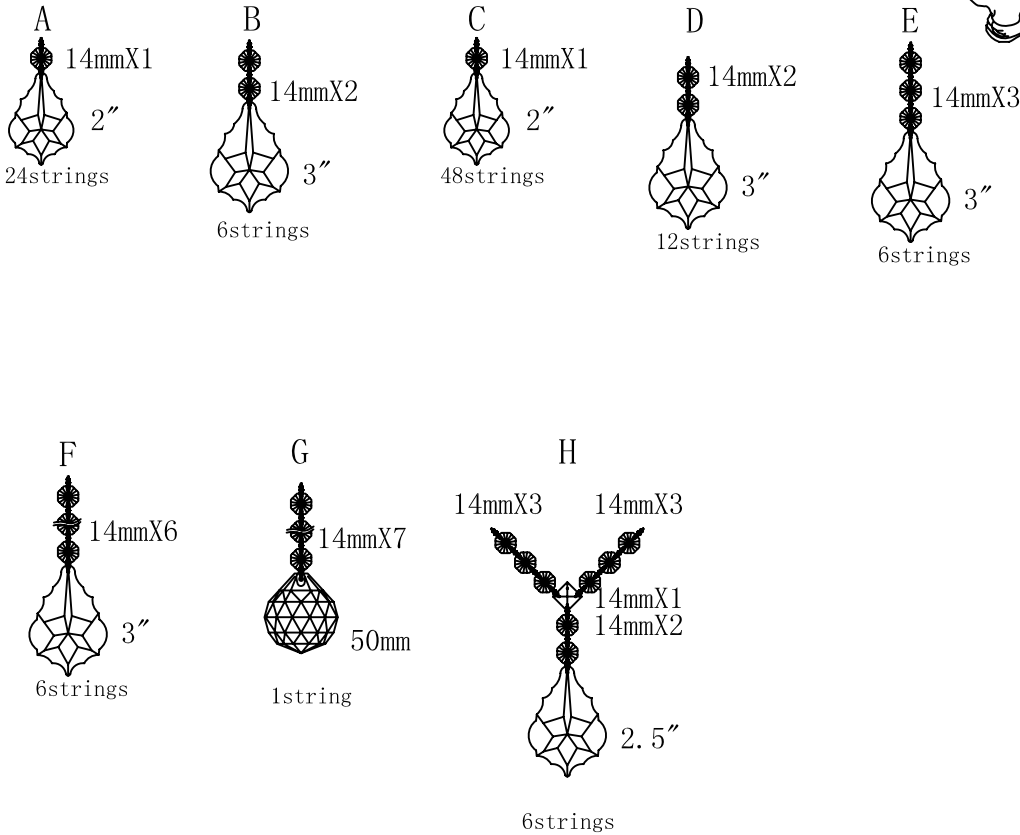 A
14mmX1
2″
24strings
B
14mmX2
3″
6strings
C
14mmX1
2″
48strings
D
14mmX2
3″
12strings
E
14mmX3
3″
6strings
F
14mmX6
3″
6strings
G
14mmX7
50mm
1string
H
14mmX3
14mmX3
14mmX1
14mmX2
2.5″
6strings